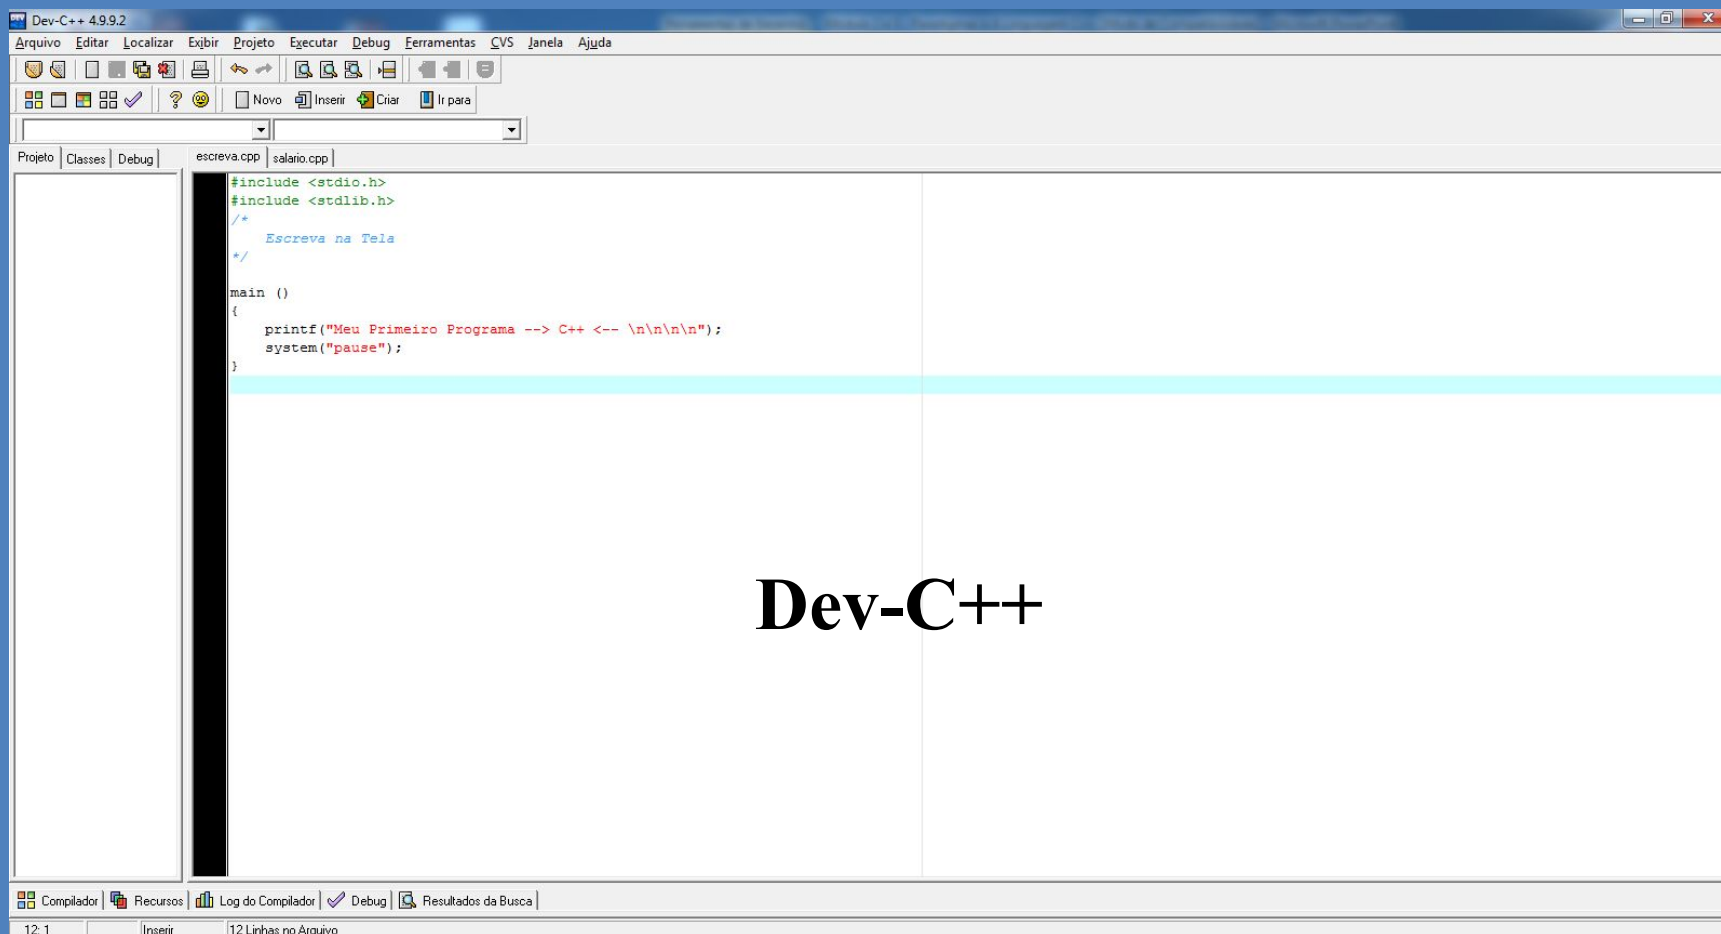 Dev-C++ 4.9.9.2
Arquivo Editar Localizar Exibir Projeto Executar Debug Ferramentas CVS Janela Ajuda
Novo Inserir Criar Ir para
Projeto Classes Debug escreva.cpp salario.cpp
#include <stdio.h>
#include <stdlib.h>
/*
Escreva na Tela
*/
main ()
{
printf("Meu Primeiro Programa --> C++ <-- \n\n\n\n");
system("pause");
}
Dev-C++
Compilador Recursos Log do Compilador Debug Resultados da Busca
12: 1 Inserir 12 Linhas no Arquivo